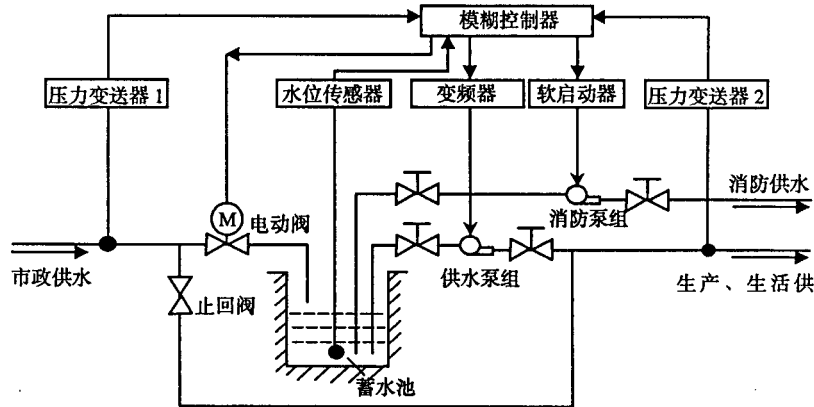 模糊控制器
压力变送器 1
水位传感器
变频器
软启动器
压力变送器 2
消防供水
M
电动阀
消防泵组
市政供水
供水泵组
生产、生活供
止回阀
蓄水池